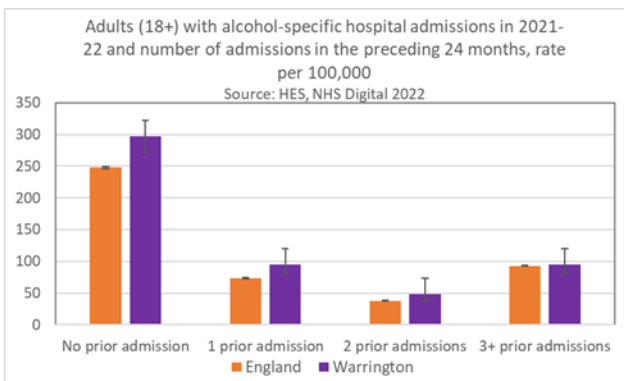 Adults (18+) with alcohol-specific hospital admissions in 2021-
22 and number of admissions in the preceding 24 months, rate
per 100,000
Source: HES, NHS Digital 2022
350
300
250
200
150
100
50
0
No prior admission 1 prior admission 2 prior admissions 3+ prior admissions
England Warrington